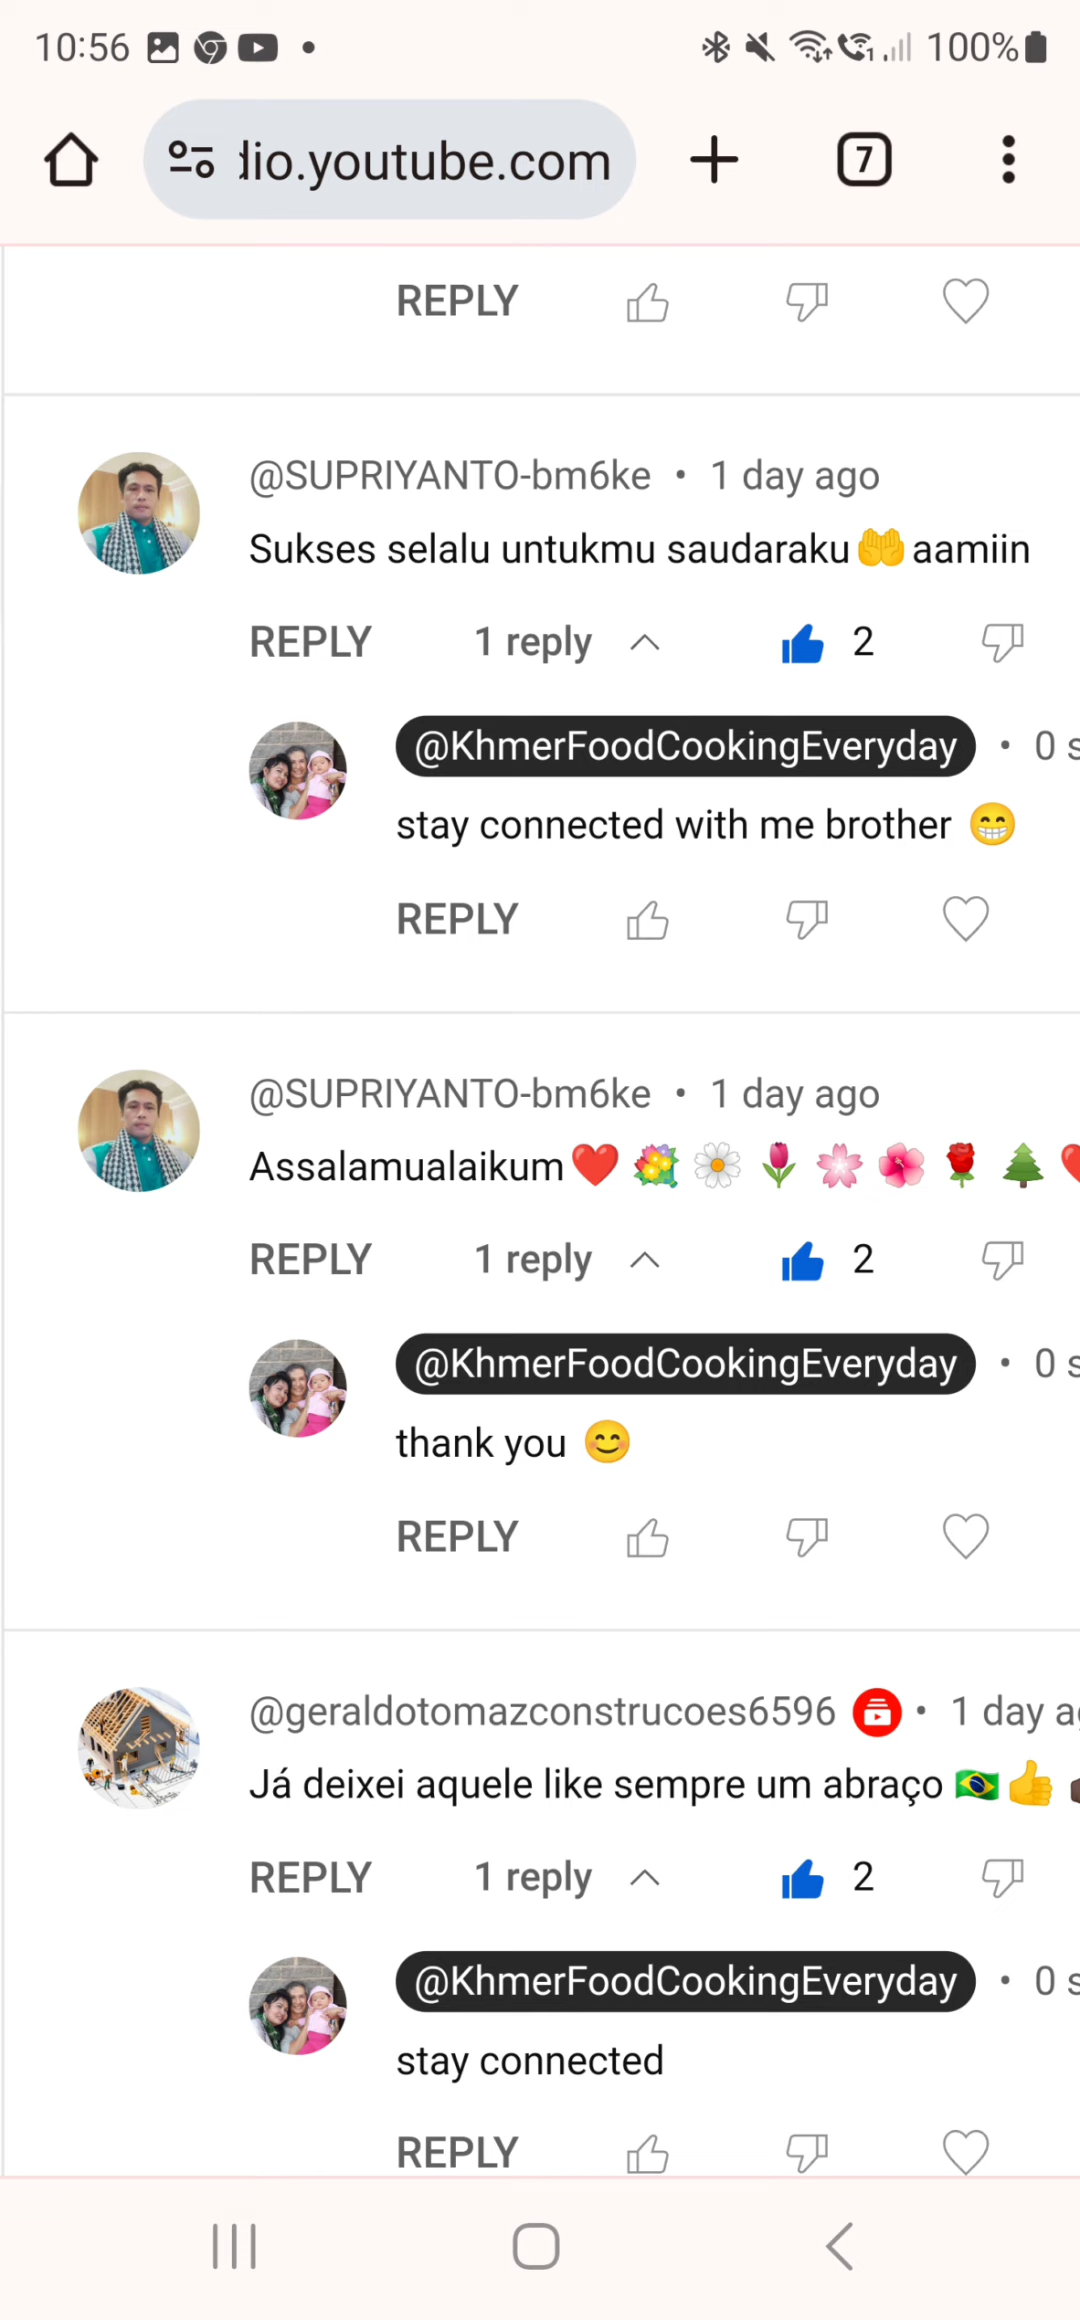 10:56
100%
dio.youtube.com
7
REPLY
@SUPRIYANTO-bm6ke • 1 day ago
Sukses selalu untukmu saudaraku🤲aamiin
REPLY 1 reply 2
@KhmerFoodCookingEveryday • 0 s
stay connected with me brother 😁
REPLY
@SUPRIYANTO-bm6ke • 1 day ago
Assalamualaikum❤️💐🌼🌷🌸🌺🌹🌲❤️
REPLY 1 reply 2
@KhmerFoodCookingEveryday • 0 s
thank you 😊
REPLY
@geraldotomazconstrucoes6596 • 1 day a
Já deixei aquele like sempre um abraço 🇧🇷👍
REPLY 1 reply 2
@KhmerFoodCookingEveryday • 0 s
stay connected
REPLY